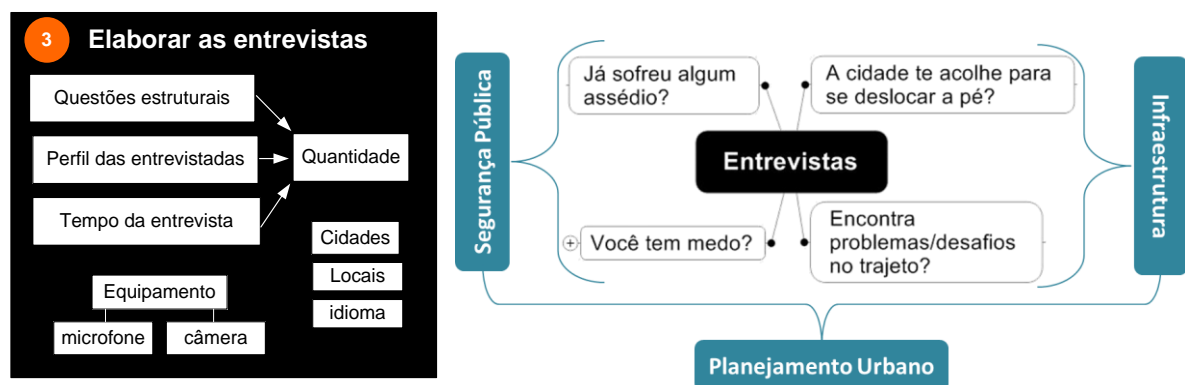 3 Elaborar as entrevistas
Questões estruturais
Perfil das entrevistadas
Quantidade
Tempo da entrevista
Cidades
Locais
idioma
Equipamento
microfone
câmera
Segurança Pública
Já sofreu algum
assédio?
A cidade te acolhe para
se deslocar a pé?
Entrevistas
Você tem medo?
Encontra
problemas/desafios
no trajeto?
Infraestrutura
Planejamento Urbano